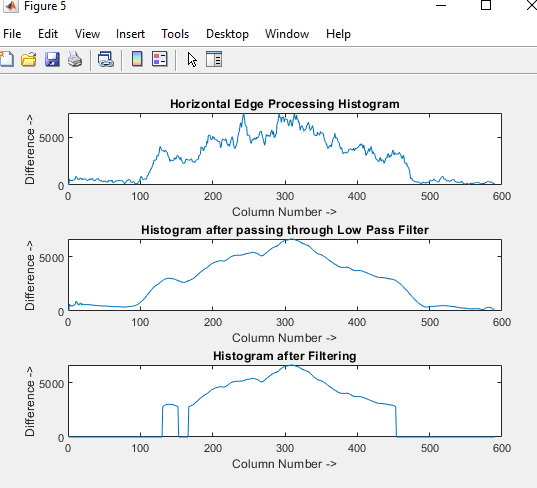 Figure 5
File Edit View Insert Tools Desktop Window Help
Horizontal Edge Processing Histogram
Difference ->
5000
0
0 100 200 300 400 500 600
Column Number ->
Histogram after passing through Low Pass Filter
Difference ->
5000
0
0 100 200 300 400 500 600
Column Number ->
Histogram after Filtering
Difference ->
5000
0
0 100 200 300 400 500 600
Column Number ->